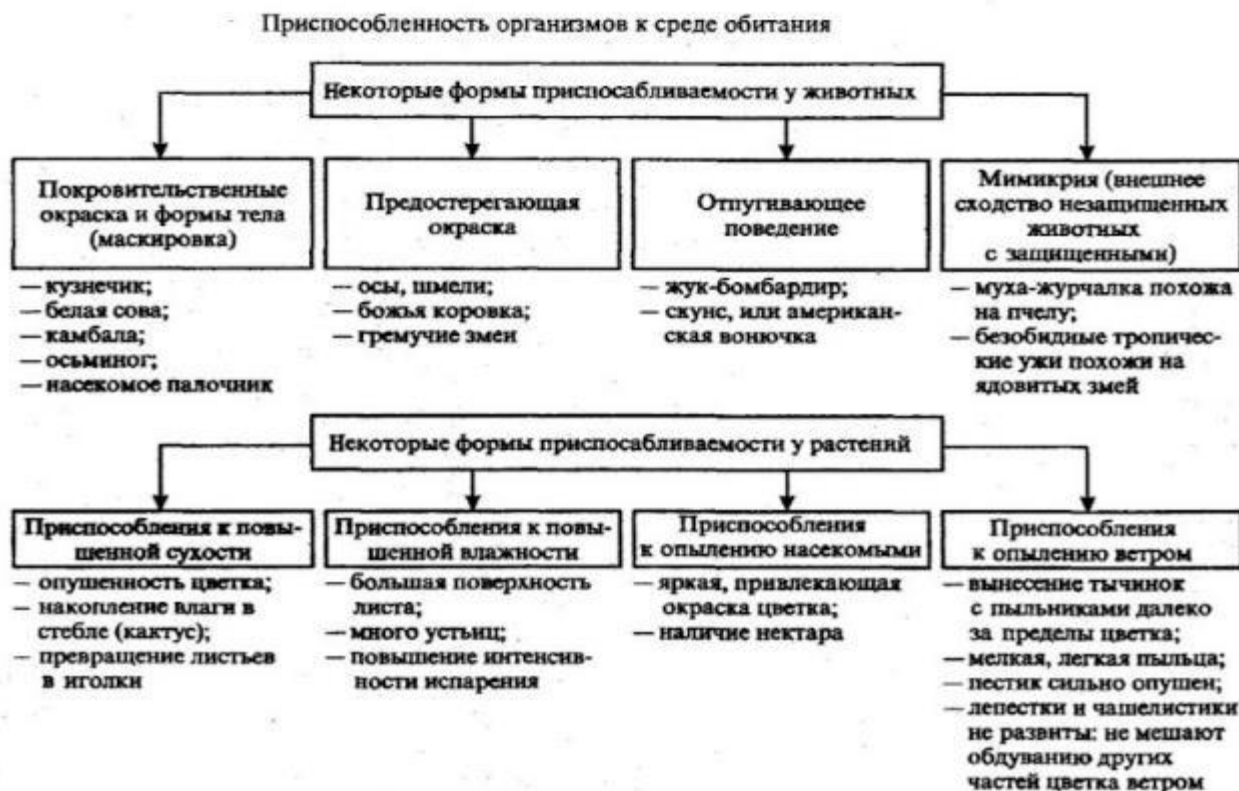 Приспособленность организмов к среде обитания
Некоторые формы приспосабливаемости у животных
Покровительственные
окраска и формы тела
(маскировка)
— кузнечик;
— белая сова;
— камбала;
— осьминог;
— насекомое палочник
Предостерегающая
окраска
— осы, шмели;
— божья коровка;
— гремучие змеи
Отпугивающее
поведение
— жук-бомбардир;
— скунс, или американ-
ская вонючка
Мимикрия (внешнее
сходство незащищенных
животных
с защищенными)
— муха-журчалка похожа
на пчелу;
— безобидные тропичес-
кие ужи похожи на
ядовитых змей
Некоторые формы приспосабливаемости у растений
Приспособления к повы-
шенной сухости
— опушенность цветка;
— накопление влаги в
стебле (кактус);
— превращение листьев
в иголки
Приспособления к повы-
шенной влажности
— большая поверхность
листа;
— много устьиц;
— повышение интенсив-
ности испарения
Приспособления
к опылению насекомыми
— яркая, привлекающая
окраска цветка;
— наличие нектара
Приспособления
к опылению ветром
— вынесение тычинок
с пыльниками далеко
за пределы цветка;
— мелкая, легкая пыльца;
— пестик сильно опушен;
— лепестки и чашелистики
не развиты: не мешают
обдуванию других
частей цветка ветром